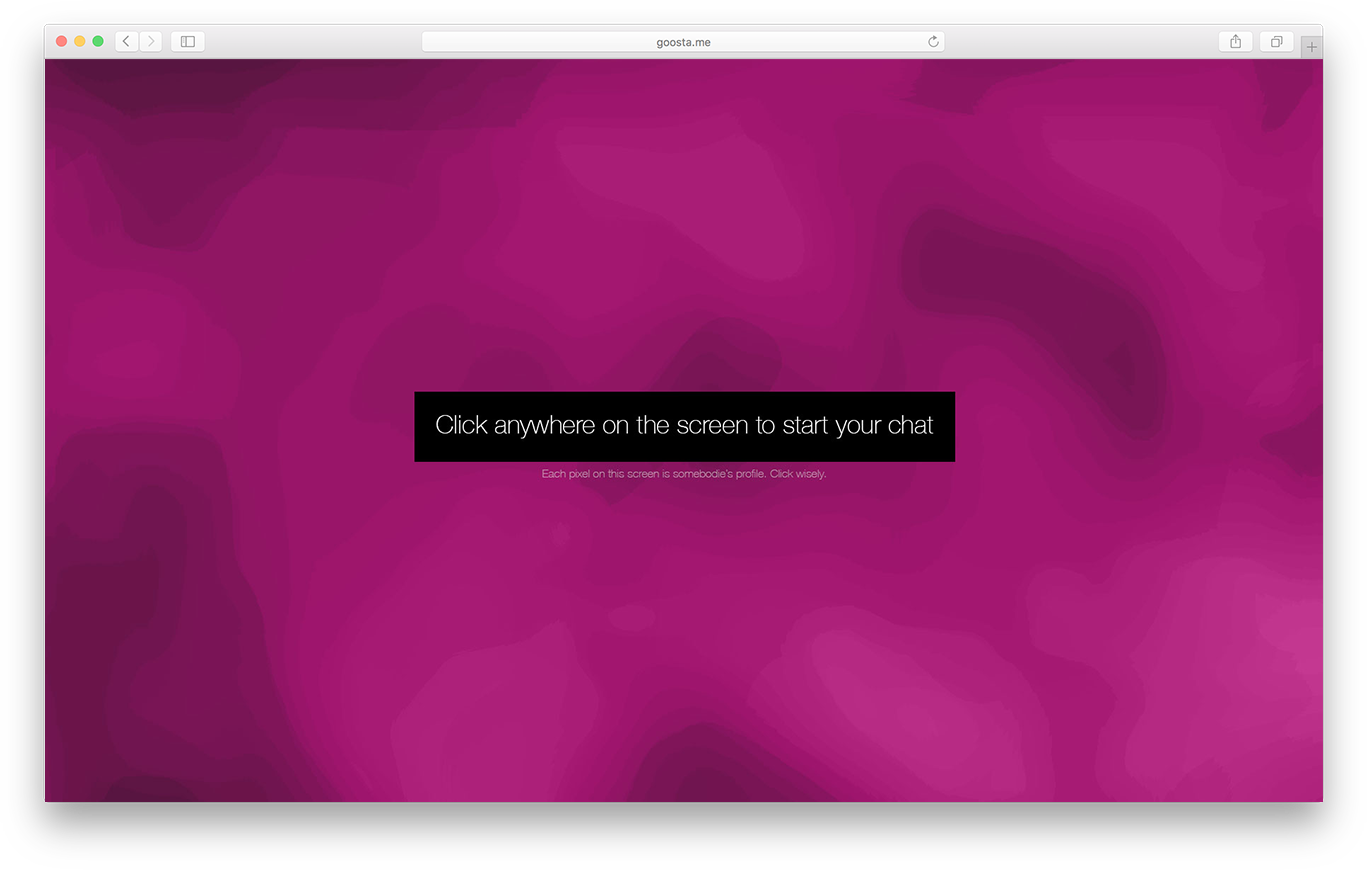 goosta.me
Click anywhere on the screen to start your chat
Each pixel on this screen is somebodie's profile. Click wisely.